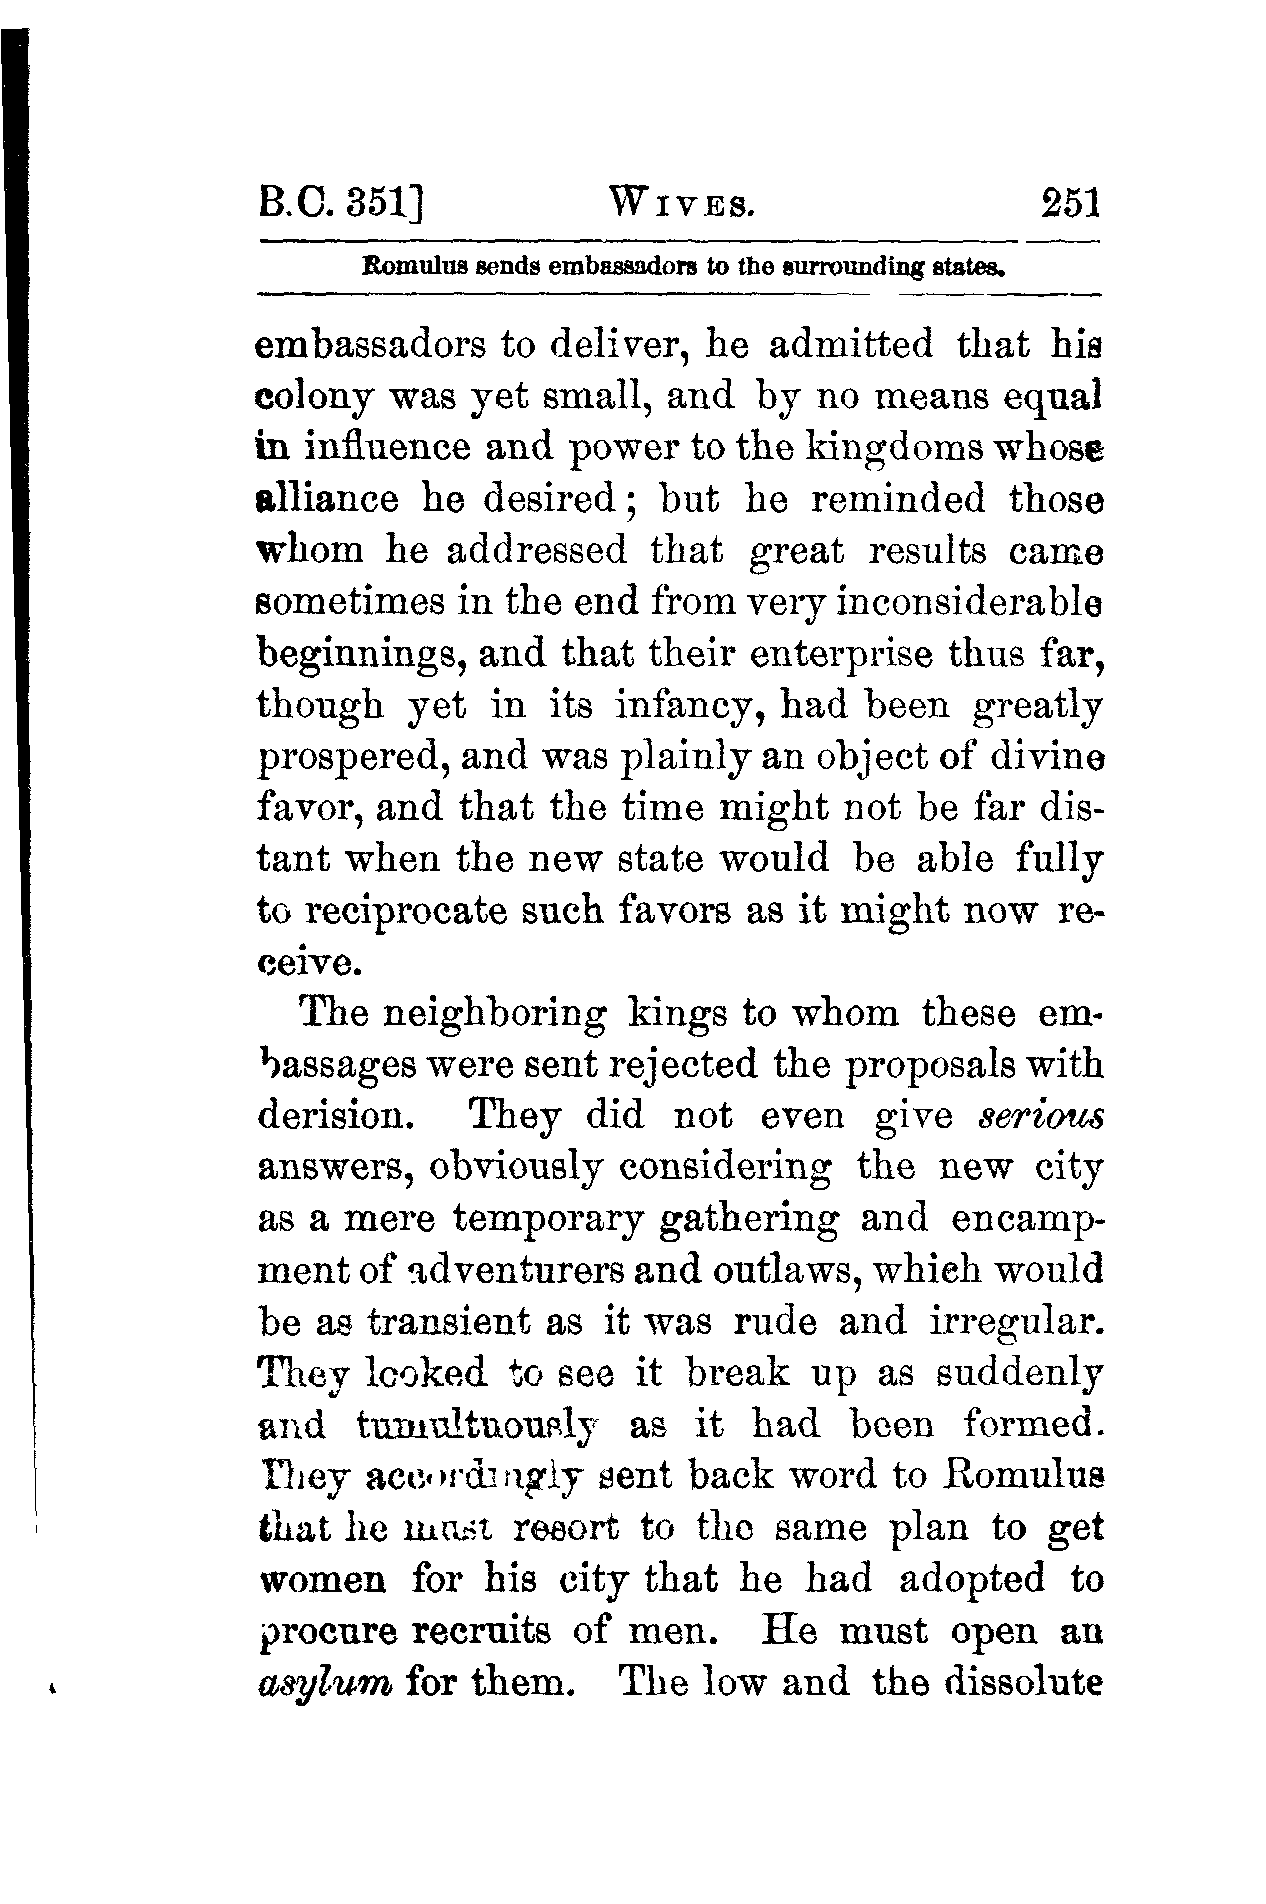 B.C. 351] WIVES. 251
Romulus sends embassadors to the surrounding states.
embassadors to deliver, he admitted that his
colony was yet small, and by no means equal
in influence and power to the kingdoms whose
alliance he desired; but he reminded those
whom he addressed that great results came
sometimes in the end from very inconsiderable
beginnings, and that their enterprise thus far,
though yet in its infancy, had been greatly
prospered, and was plainly an object of divine
favor, and that the time might not be far dis-
tant when the new state would be able fully
to reciprocate such favors as it might now re-
ceive.
The neighboring kings to whom these em-
bassages were sent rejected the proposals with
derision. They did not even give serious
answers, obviously considering the new city
as a mere temporary gathering and encamp-
ment of adventurers and outlaws, which would
be as transient as it was rude and irregular.
They looked to see it break up as suddenly
and tumultuously as it had been formed.
They accordingly sent back word to Romulus
that he must resort to the same plan to get
women for his city that he had adopted to
procure recruits of men. He must open an
asylum for them. The low and the dissolute